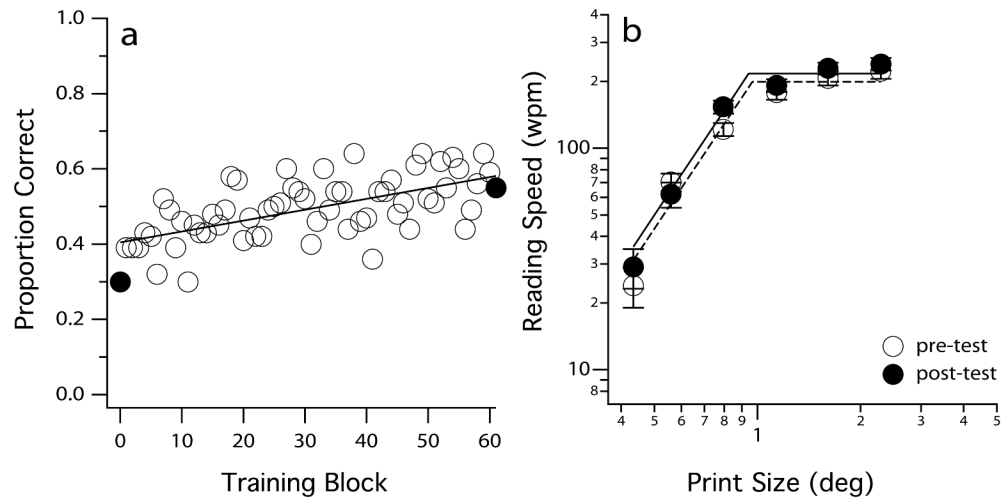 a
1.0
0.8
0.6
0.4
0.2
0.0
Proportion Correct
0 10 20 30 40 50 60
Training Block
b
4
3
2
100
8
7
6
5
4
3
2
10
8
Reading Speed (wpm)
pre-test
post-test
4 5 6 7 8 9 1 2 3 4 5
Print Size (deg)